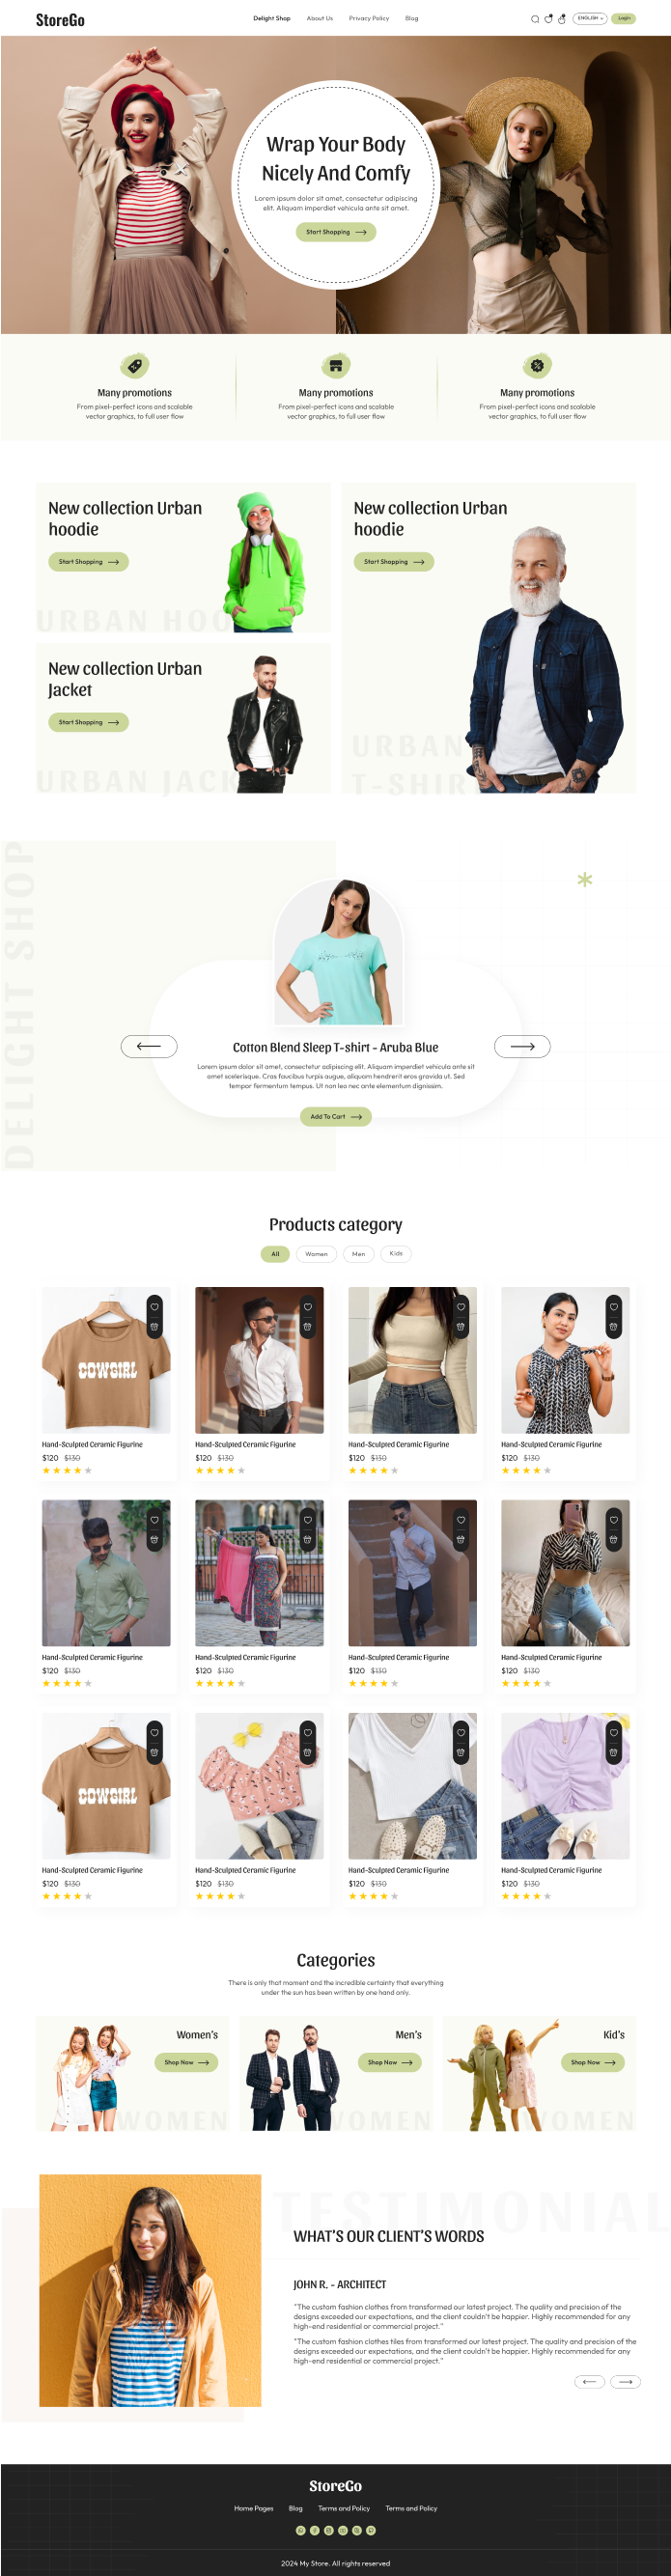 StoreGo
Delight Shop
About Us
Privacy Policy
Blog
ENGLISH
Login
Wrap Your Body
Nicely And Comfy
Lorem ipsum dolor sit amet, consectetur adipiscing
elit. Aliquam imperdiet vehicula ante sit amet.
Start Shopping
Many promotions
From pixel-perfect icons and scalable
vector graphics, to full user flow
Many promotions
From pixel-perfect icons and scalable
vector graphics, to full user flow
Many promotions
From pixel-perfect icons and scalable
vector graphics, to full user flow
New collection Urban
hoodie
Start Shopping
URBAN HOO
New collection Urban
Jacket
Start Shopping
URBAN JACK
New collection Urban
hoodie
Start Shopping
URBAN
T-SHIR
DELIGHT SHOP
Cotton Blend Sleep T-shirt - Aruba Blue
Lorem ipsum dolor sit amet, consectetur adipiscing elit. Aliquam imperdiet vehicula ante sit
amet scelerisque. Cras faucibus turpis augue, aliquam hendrerit eros gravida ut. Sed
tempor fermentum tempus. Ut non leo nec ante elementum dignissim.
Add To Cart
Products category
All
Women
Men
Kids
COWGIRL
Hand-Sculpted Ceramic Figurine
$120 $130
Hand-Sculpted Ceramic Figurine
$120 $130
Hand-Sculpted Ceramic Figurine
$120 $130
Hand-Sculpted Ceramic Figurine
$120 $130
Hand-Sculpted Ceramic Figurine
$120 $130
Hand-Sculpted Ceramic Figurine
$120 $130
Hand-Sculpted Ceramic Figurine
$120 $130
Hand-Sculpted Ceramic Figurine
$120 $130
COWGIRL
Hand-Sculpted Ceramic Figurine
$120 $130
Hand-Sculpted Ceramic Figurine
$120 $130
Hand-Sculpted Ceramic Figurine
$120 $130
Hand-Sculpted Ceramic Figurine
$120 $130
Categories
There is only that moment and the incredible certainty that everything
under the sun has been written by one hand only.
Women's
Shop Now
WOMEN
Men's
Shop Now
WOMEN
Kid's
Shop Now
WOMEN
TESTIMONIAL
WHAT'S OUR CLIENT'S WORDS
JOHN R. - ARCHITECT
"The custom fashion clothes from transformed our latest project. The quality and precision of the
designs exceeded our expectations, and the client couldn't be happier. Highly recommended for any
high-end residential or commercial project."
"The custom fashion clothes tiles from transformed our latest project. The quality and precision of the
designs exceeded our expectations, and the client couldn't be happier. Highly recommended for any
high-end residential or commercial project."
StoreGo
Home Pages
Blog
Terms and Policy
Terms and Policy
2024 My Store. All rights reserved